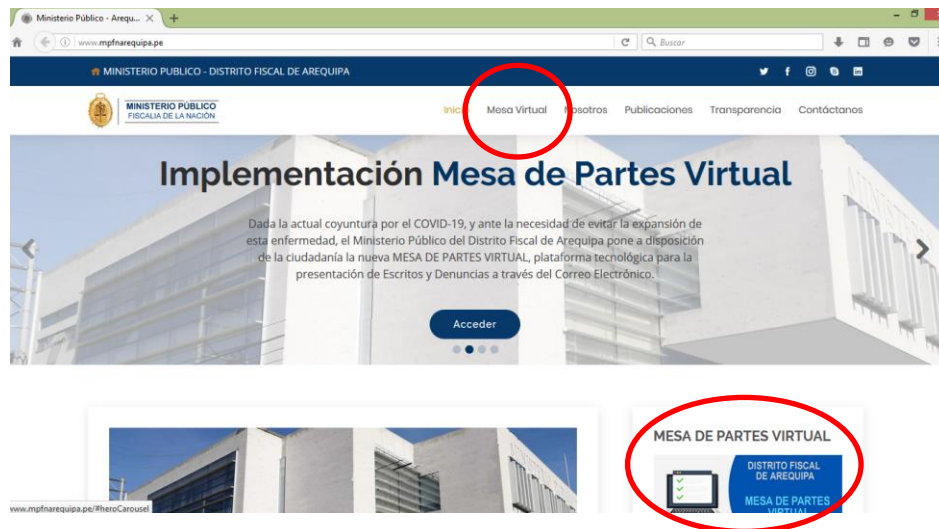 Ministerio Público - Arequ...
www.mpfnarequipa.pe
Buscar
MINISTERIO PUBLICO - DISTRITO FISCAL DE AREQUIPA
MINISTERIO PÚBLICO
FISCALIA DE LA NACIÓN
Inicio Mesa Virtual Nosotros Publicaciones Transparencia Contáctanos
Implementación Mesa de Partes Virtual
Dada la actual coyuntura por el COVID-19, y ante la necesidad de evitar la expansión de
esta enfermedad, el Ministerio Público del Distrito Fiscal de Arequipa pone a disposición
de la ciudadanía la nueva MESA DE PARTES VIRTUAL, plataforma tecnológica para la
presentación de Escritos y Denuncias a través del Correo Electrónico.
Acceder
MESA DE PARTES VIRTUAL
DISTRITO FISCAL
DE AREQUIPA
MESA DE PARTES
VIRTUAL
www.mpfnarequipa.pe/#heroCarousel